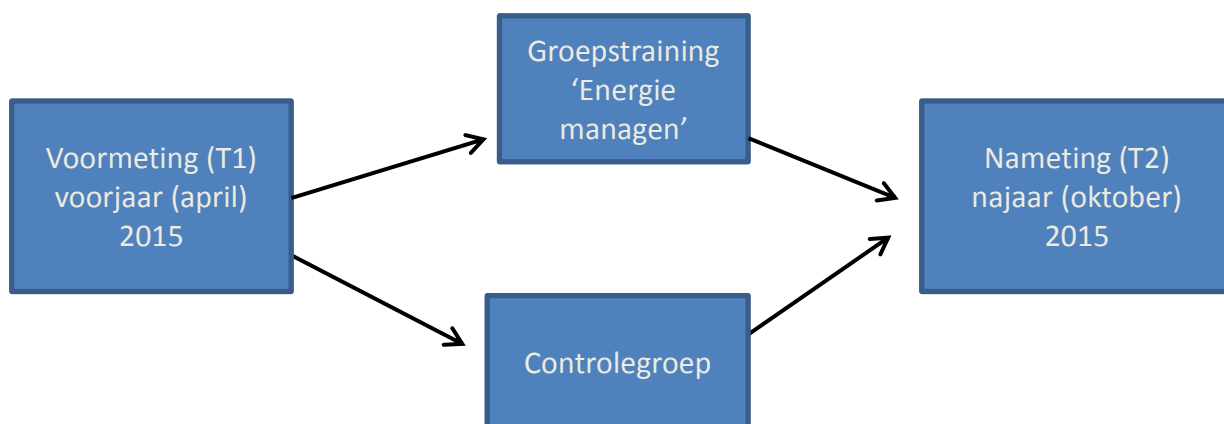 Voormeting (T1)
voorjaar (april)
2015
Groepstraining
‘Energie
managen’
Controlegroep
Nameting (T2)
najaar (oktober)
2015